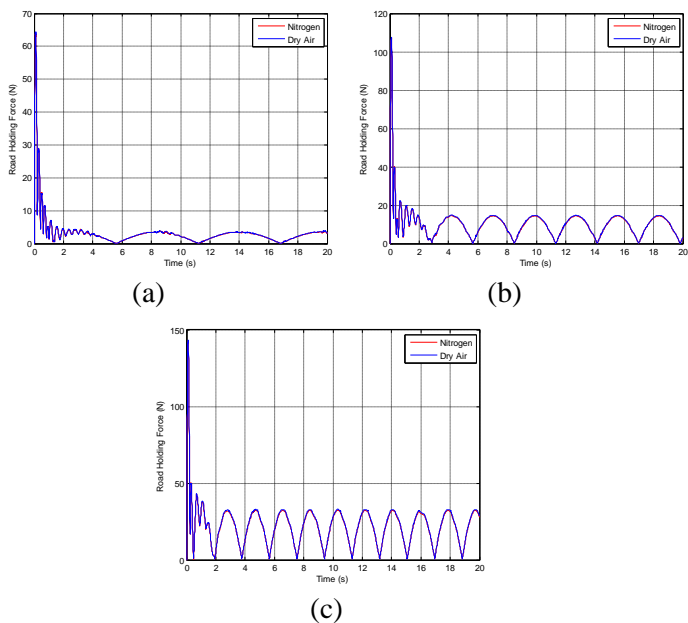 70
60
50
40
30
20
10
0
Road Holding Force (N)
0 2 4 6 8 10 12 14 16 18 20
Time (s)
Nitrogen
Dry Air
(a)
120
100
80
60
40
20
0
Road Holding Force (N)
0 2 4 6 8 10 12 14 16 18 20
Time (s)
Nitrogen
Dry Air
(b)
150
100
50
0
Road Holding Force (N)
0 2 4 6 8 10 12 14 16 18 20
Time (s)
Nitrogen
Dry Air
(c)